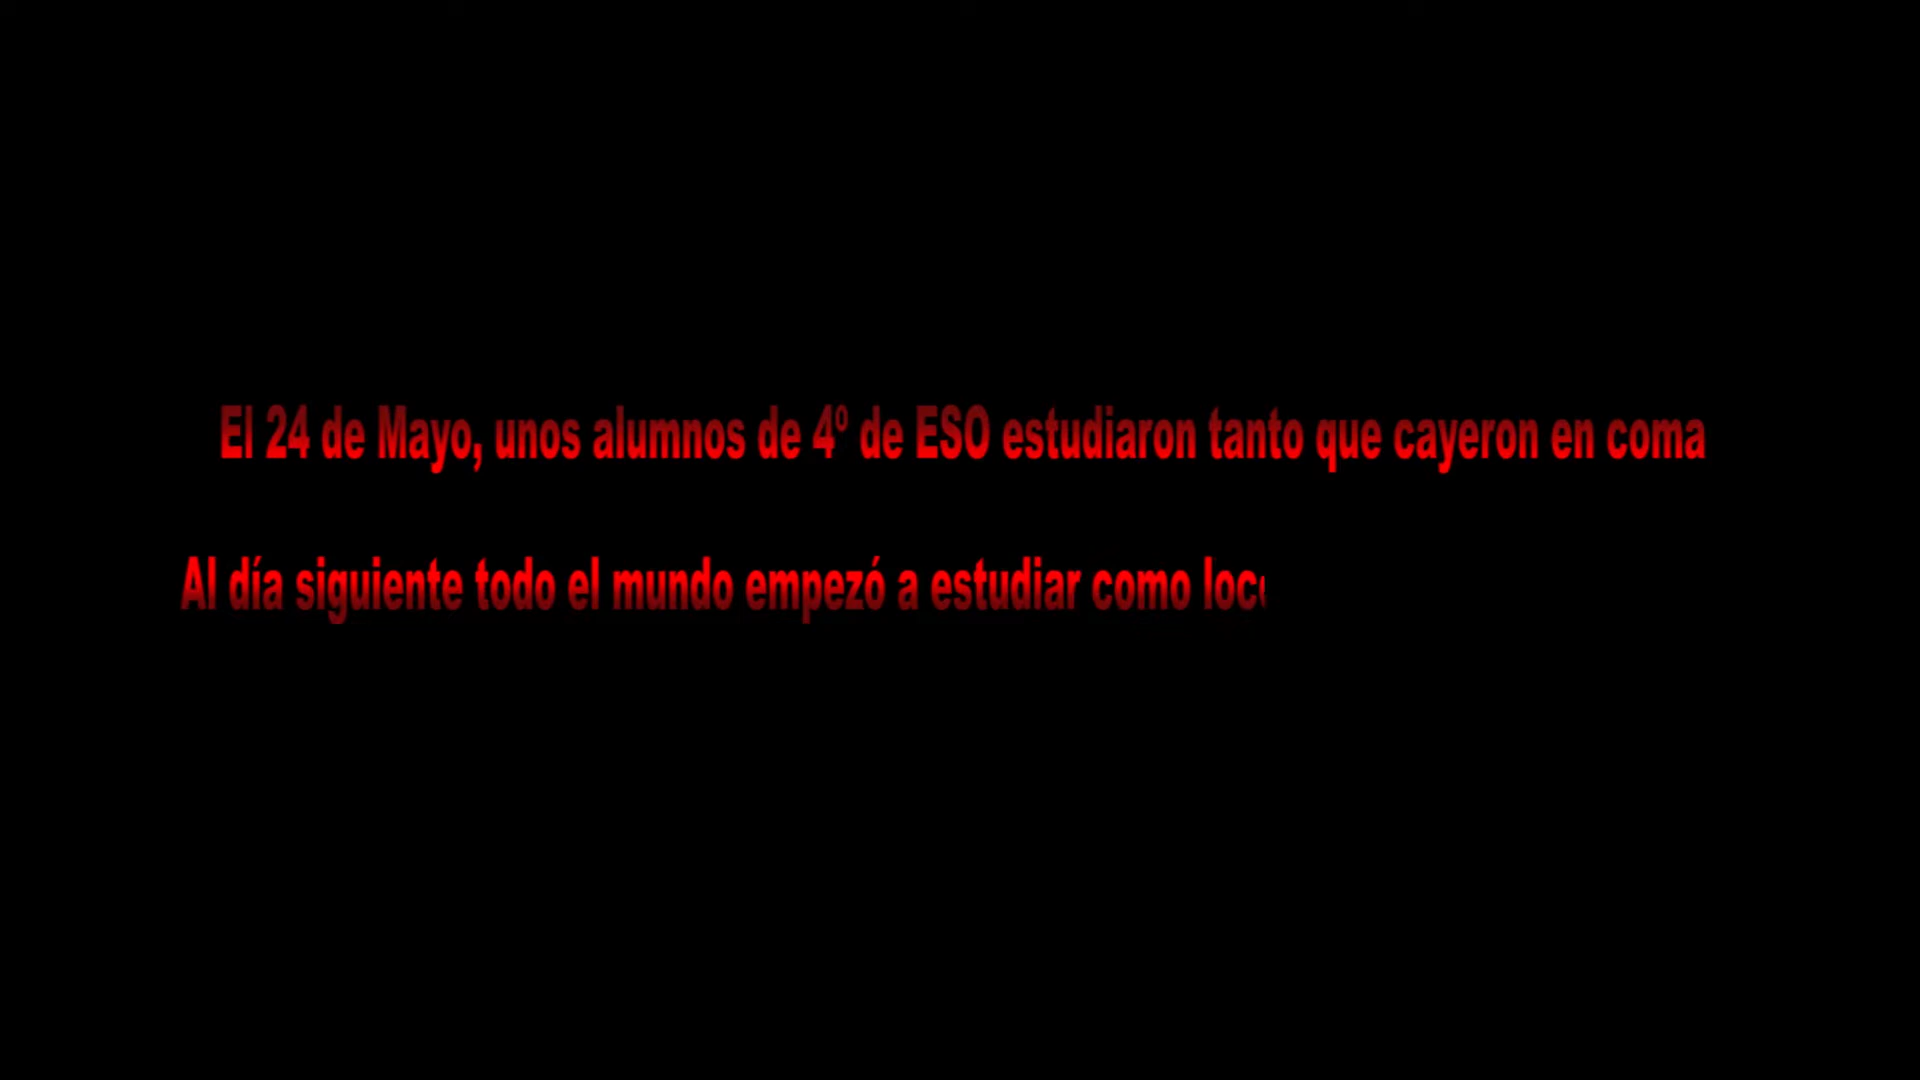 El 24 de Mayo, unos alumnos de 4º de ESO estudiaron tanto que cayeron en coma
Al día siguiente todo el mundo empezó a estudiar como